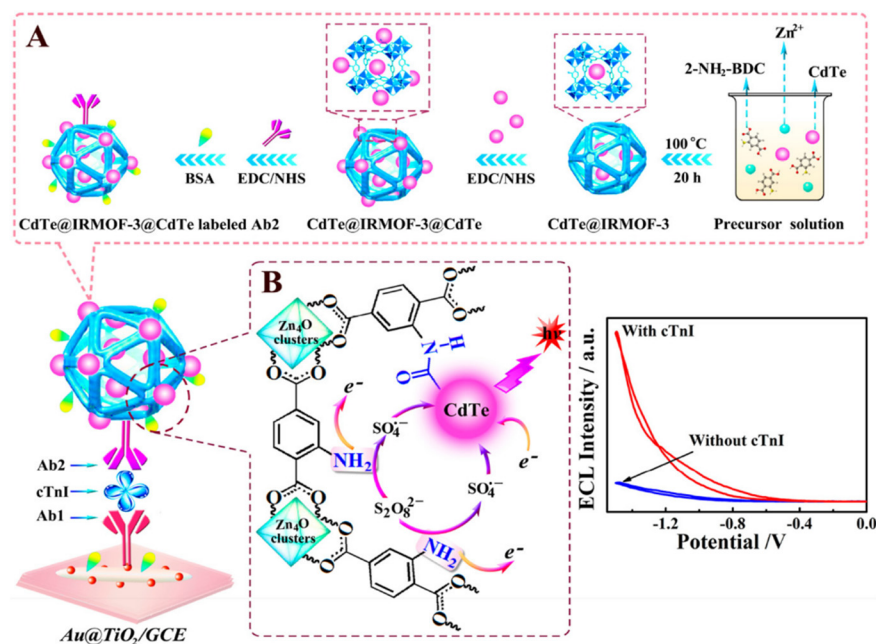 A
Zn2+
2-NH2-BDC
CdTe
100 °C
20 h
EDC/NHS
EDC/NHS
BSA
CdTe@IRMOF-3@CdTe labeled Ab2
CdTe@IRMOF-3@CdTe
CdTe@IRMOF-3
Precursor solution
Ab2
cTnI
Ab1
Au@TiO2/GCE
B
Zn4O
clusters
O O
O O
O O
O O
N-H
O
C
hν
CdTe
e-
SO4•-
NH2
S2O8 2-
SO4•-
e-
Zn4O
clusters
O O
O O
NH2
e-
O O
ECL Intensity / a.u.
With cTnI
Without cTnI
-1.2 -0.8 -0.4 0.0
Potential /V